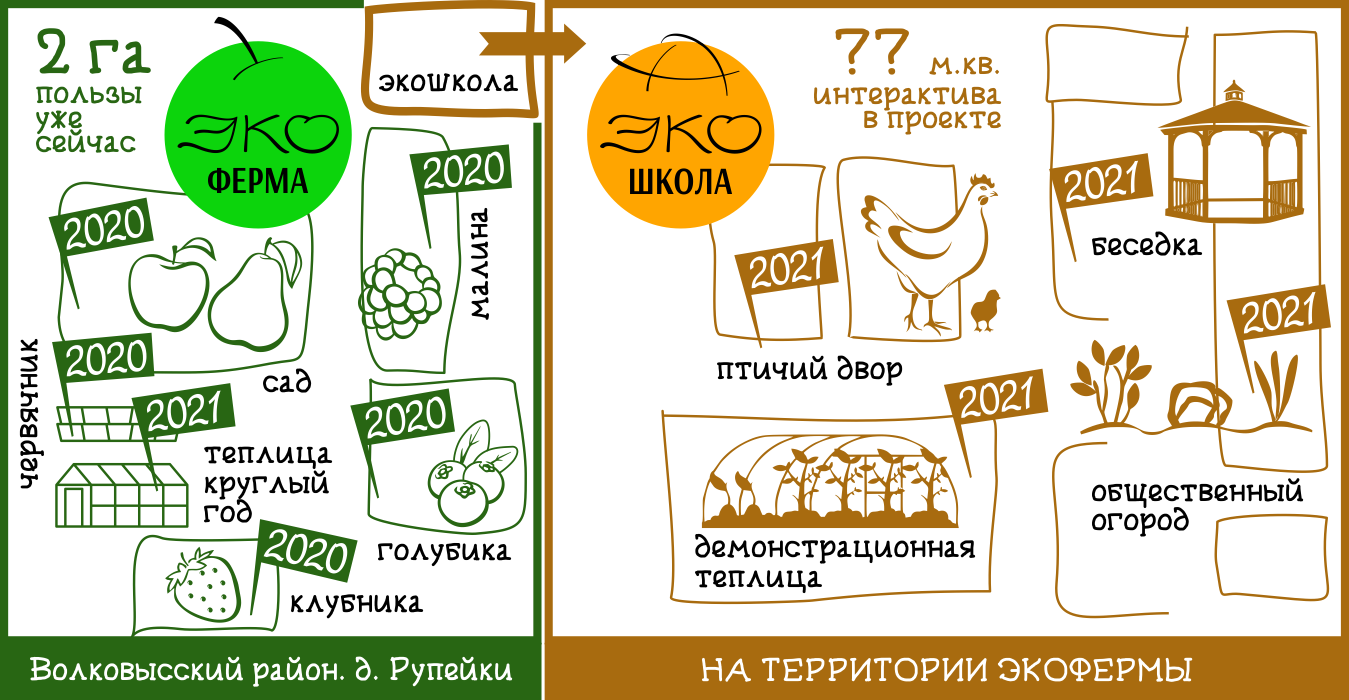 2 га
пользы
уже
сейчас
ЭКО
ФЕРМА
экошкола
2020
малина
2020
сад
червячник
2020
2021
теплица
круглый
год
2020
голубика
2020
клубника
Волковысский район. д. Рупейки
ЭКО
ШКОЛА
?? м.кв.
интерактива
в проекте
2021
птичий двор
2021
беседка
2021
общественный
огород
2021
демонстрационная
теплица
НА ТЕРРИТОРИИ ЭКОФЕРМЫ